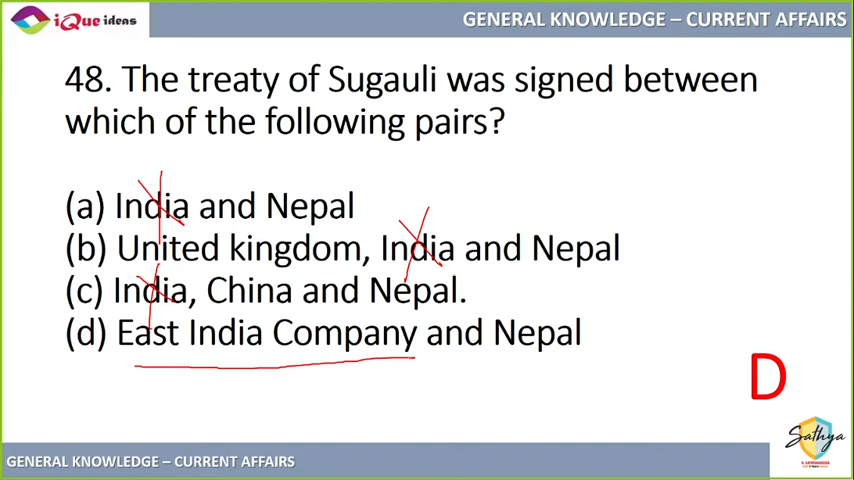 iQue ideas
GENERAL KNOWLEDGE – CURRENT AFFAIRS
48. The treaty of Sugauli was signed between
which of the following pairs?
(a) India and Nepal
(b) United kingdom, India and Nepal
(c) India, China and Nepal.
(d) East India Company and Nepal
D
Sathya
GENERAL KNOWLEDGE – CURRENT AFFAIRS